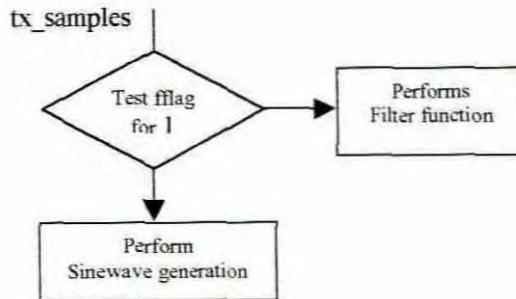 tx_samples
Test fflag
for 1
Performs
Filter function
Perform
Sinewave generation